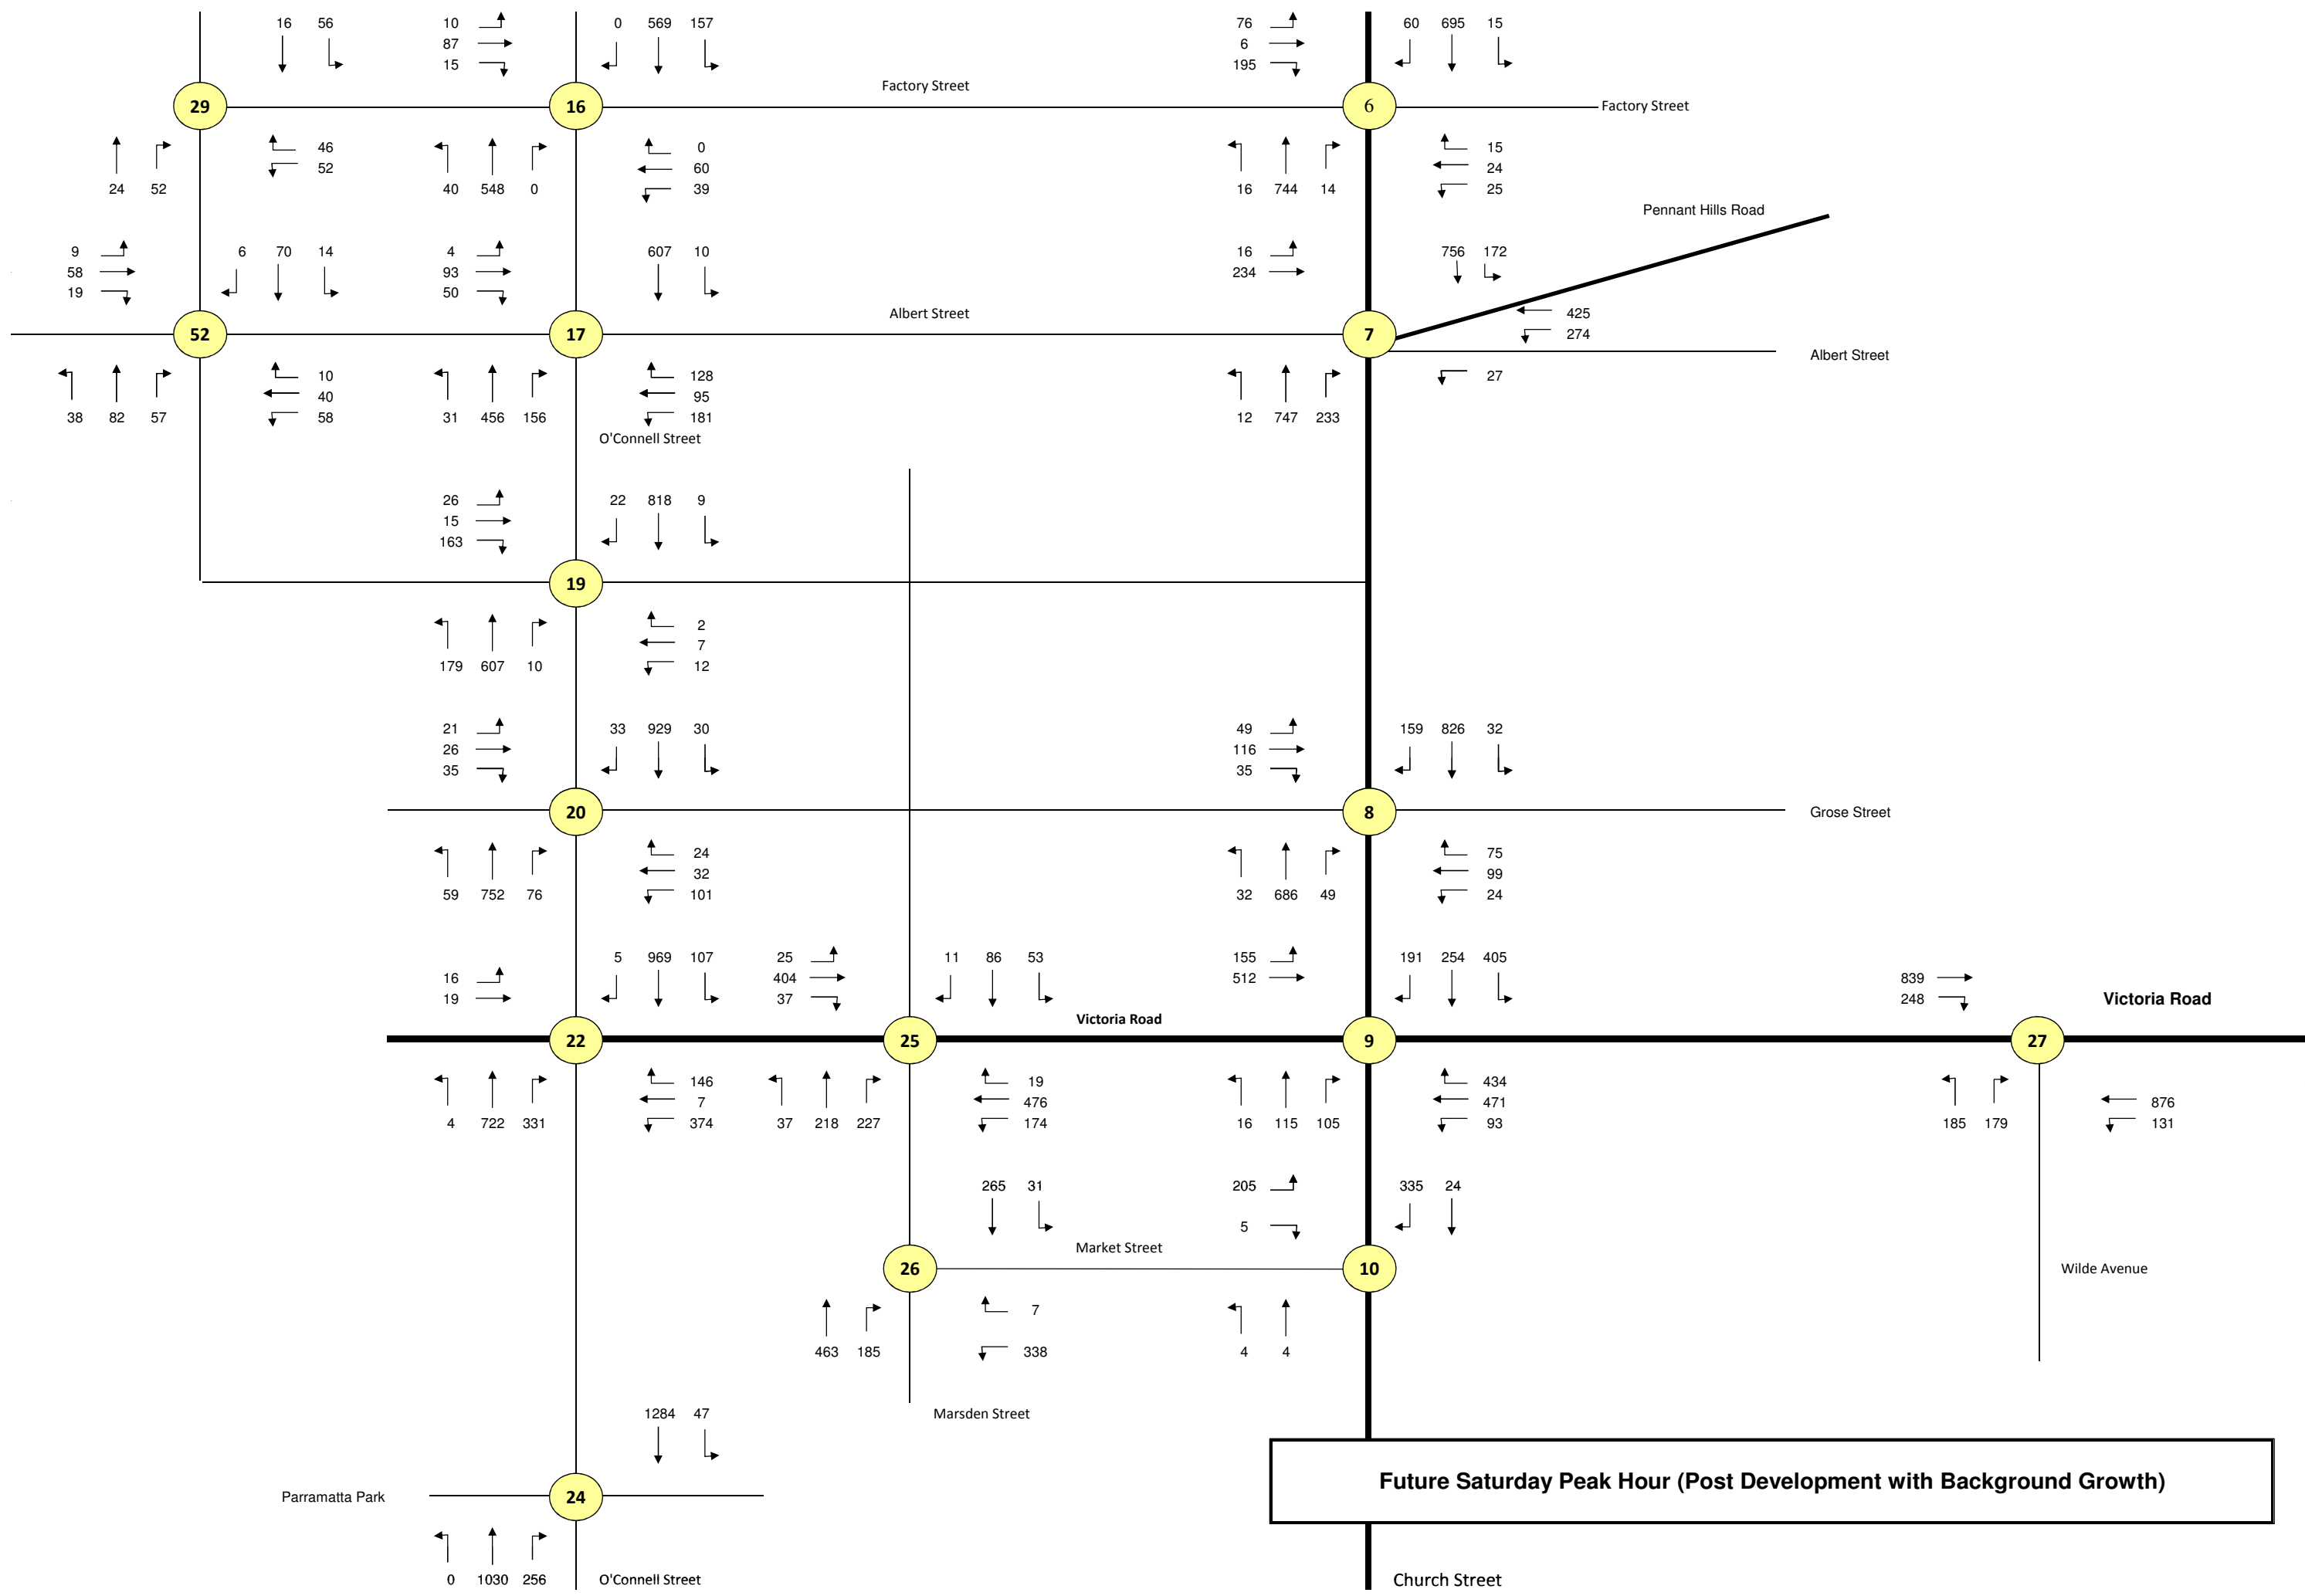 16 56 10 0 569 157 76 60 695 15
87 6
15 195
Factory Street
29 16 6 Factory Street
46 0 15
52 60 24
24 52 40 548 0 39 16 744 14 25
Pennant Hills Road
9 6 70 14 4 607 10 16 756 172
58 93 234
19 50
Albert Street 425
52 17 7 274
Albert Street
10 128 27
40 95
38 82 57 58 31 456 156 181 12 747 233
O'Connell Street
26 22 818 9
15
163
19
2
7
179 607 10 12
21 33 929 30 49 159 826 32
26 116
35 35
20 8 Grose Street
24 75
32 99
59 752 76 101 32 686 49 24
5 969 107 25 11 86 53 155 191 254 405
16 404 512 839
19 37 248 Victoria Road
Victoria Road
22 25 9 27
146 19 434
7 476 471 876
4 722 331 374 37 218 227 174 16 115 105 93 185 179 131
265 31 205 335 24
5
Market Street
26 10 Wilde Avenue
7
463 185 338 4 4
1284 47 Marsden Street
Future Saturday Peak Hour (Post Development with Background Growth)
Parramatta Park 24
0 1030 256 O'Connell Street Church Street